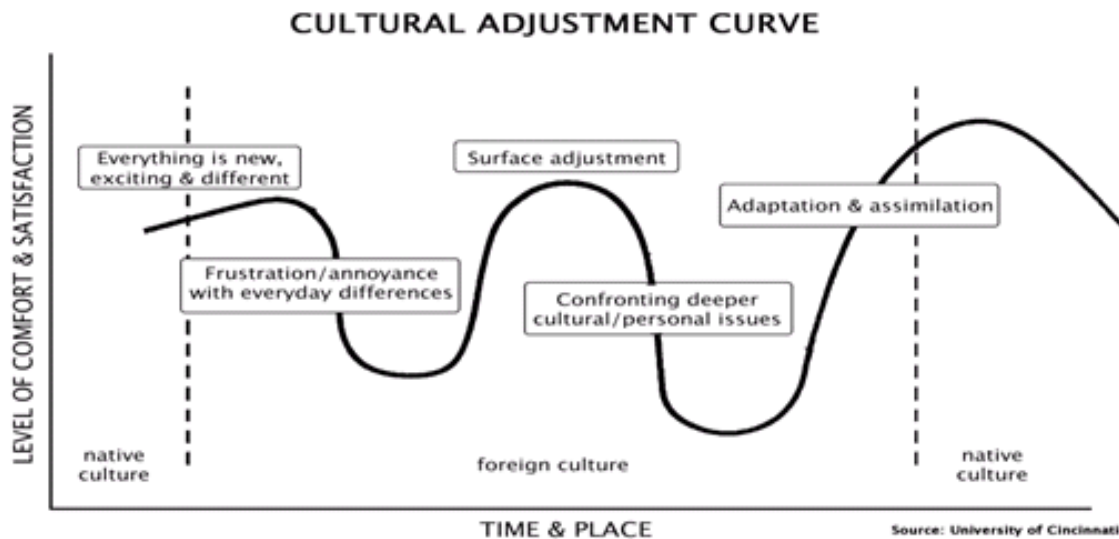 CULTURAL ADJUSTMENT CURVE
LEVEL OF COMFORT & SATISFACTION
Everything is new,
exciting & different
Frustration/annoyance
with everyday differences
Surface adjustment
Confronting deeper
cultural/personal issues
Adaptation & assimilation
native
culture
foreign culture
native
culture
TIME & PLACE
Source: University of Cincinnati